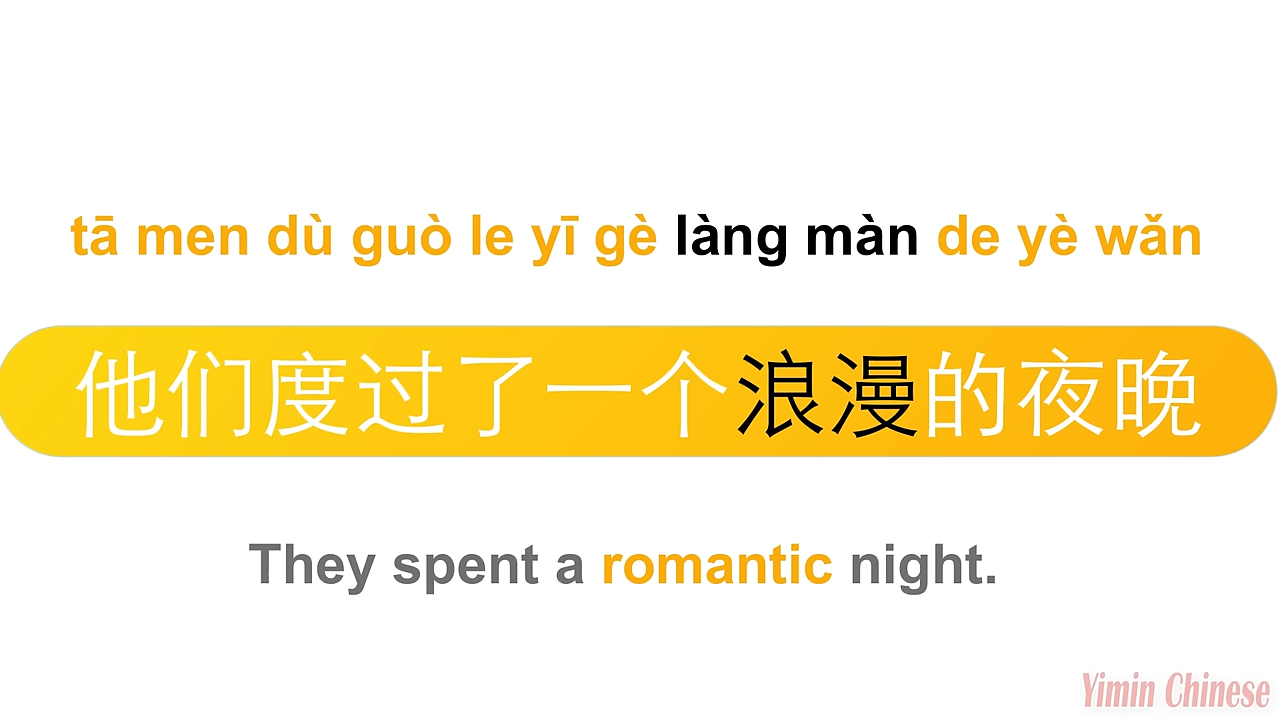 tā men dù guò le yī gè làng màn de yè wǎn
他们度过了一个浪漫的夜晚
They spent a romantic night.
Yimin Chinese